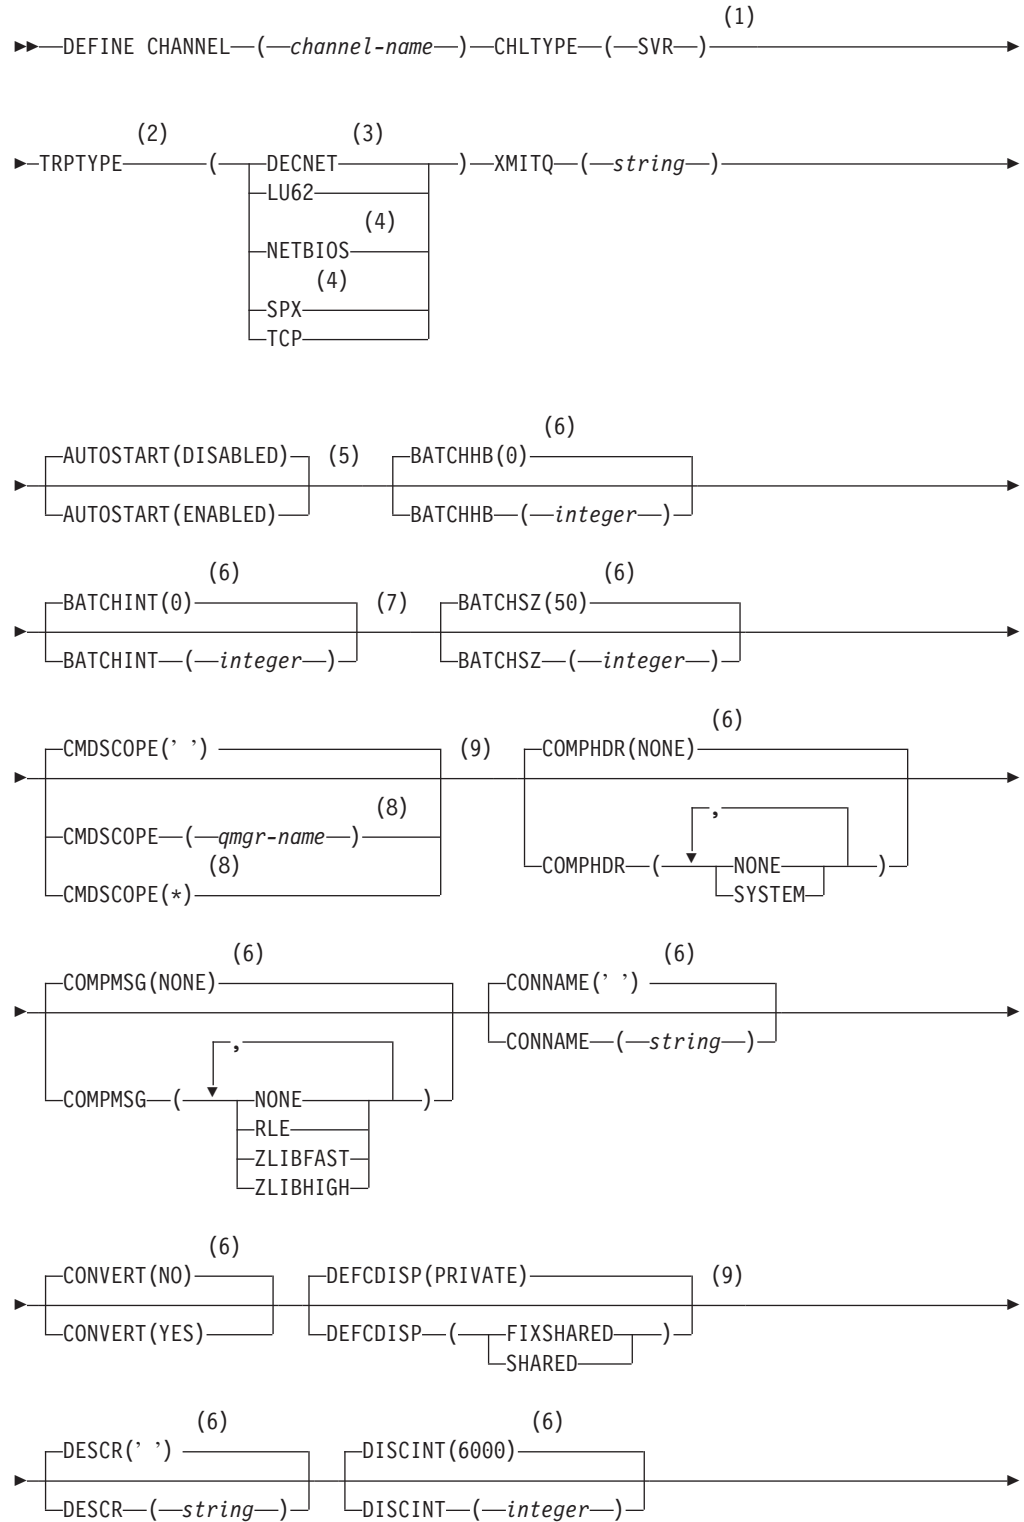 (1)
DEFINE CHANNEL ( channel-name ) CHLTYPE ( SVR )
(2) (3)
TRPTYPE ( DECNET ) XMITQ ( string )
LU62
(4)
NETBIOS
(4)
SPX
TCP
(6)
AUTOSTART(DISABLED) (5) BATCHHB(0)
AUTOSTART(ENABLED) BATCHHB ( integer )
(6) (6)
BATCHINT(0) (7) BATCHSZ(50)
BATCHINT ( integer ) BATCHSZ ( integer )
(6)
CMDSCOPE(’ ’) (9) COMPHDR(NONE)
(8) ,
CMDSCOPE ( qmgr-name )
(8) COMPHDR ( NONE )
CMDSCOPE(*) SYSTEM
(6) (6)
COMPMSG(NONE) CONNAME(’ ’)
, CONNAME ( string )
COMPMSG ( NONE )
RLE
ZLIBFAST
ZLIBHIGH
(6)
CONVERT(NO) DEFCDISP(PRIVATE) (9)
CONVERT(YES) DEFCDISP ( FIXSHARED )
SHARED
(6) (6)
DESCR(’ ’) DISCINT(6000)
DESCR ( string ) DISCINT ( integer )